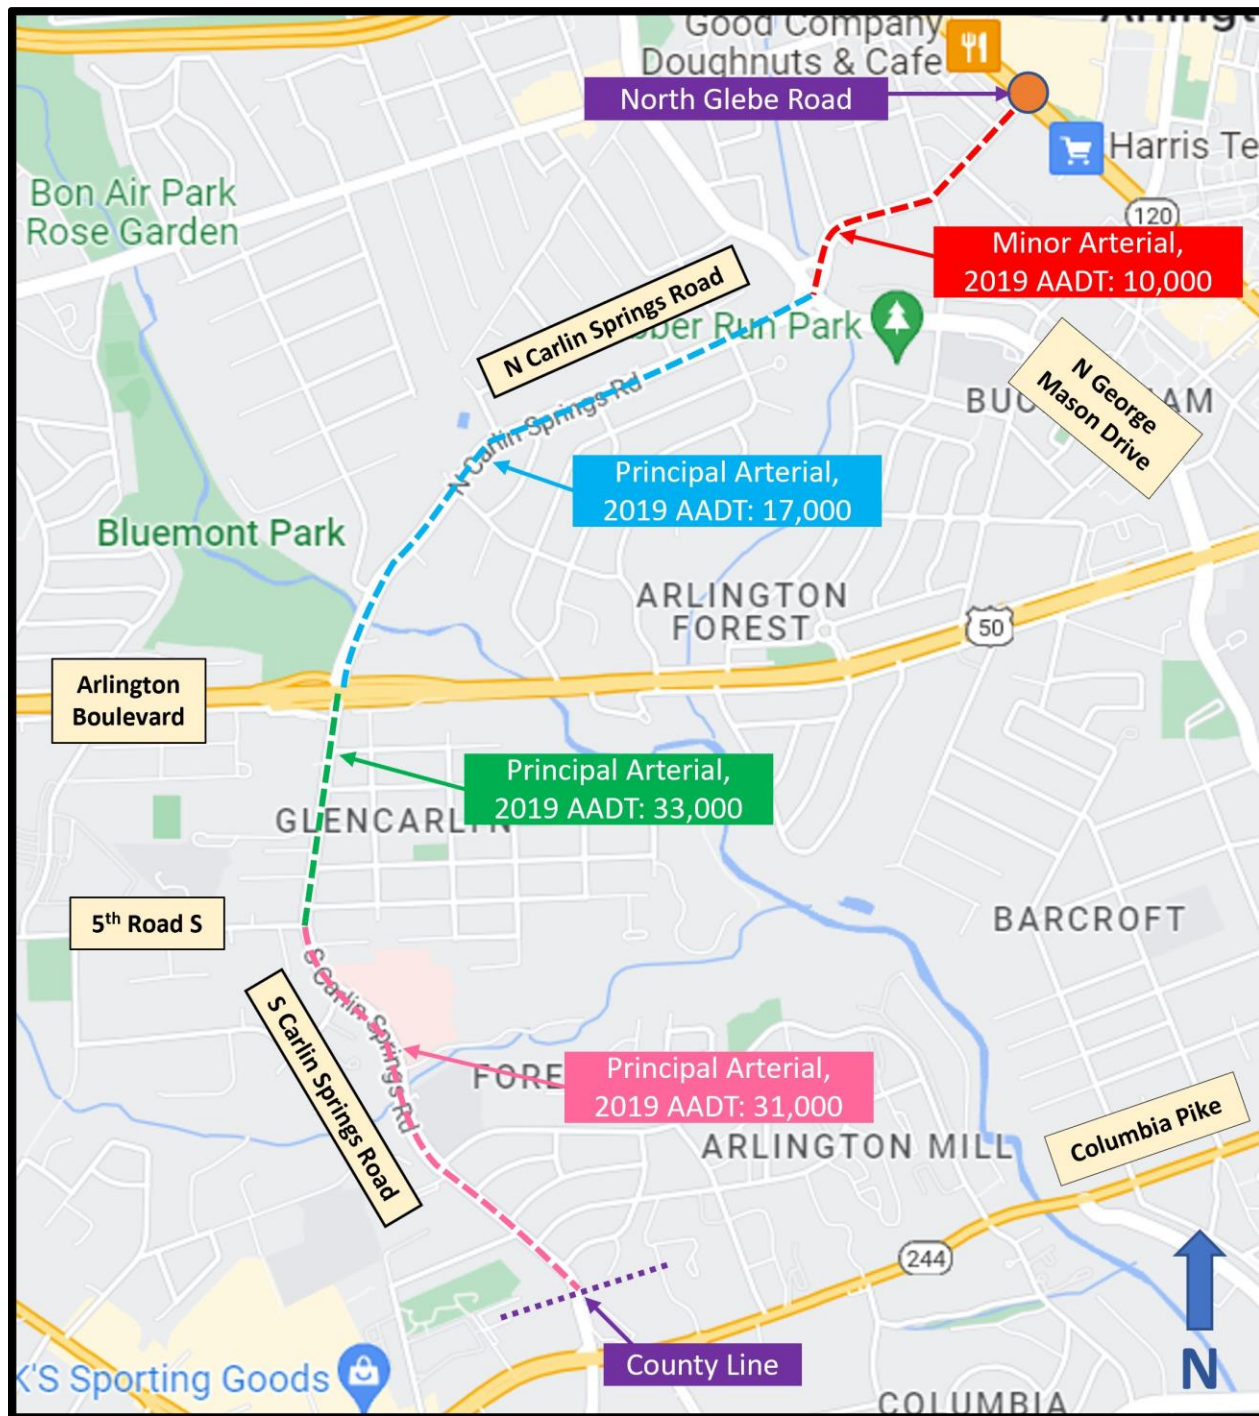 Arlingt
Good Company
Doughnuts & Cafe
North Glebe Road
Harris Te
Bon Air Park
Rose Garden
120
Minor Arterial,
2019 AADT: 10,000
N Carlin Springs Road
ber Run Park
N George
Mason Drive
BUC
AM
N Carlin Springs Rd
Principal Arterial,
2019 AADT: 17,000
Bluemont Park
ARLINGTON
FOREST
50
Arlington
Boulevard
Principal Arterial,
2019 AADT: 33,000
GLENCARLYN
5th Road S
BARCROFT
S Carlin Springs Rd
S Carlin Springs Road
Principal Arterial,
2019 AADT: 31,000
FORE
ARLINGTON MILL
Columbia Pike
244
County Line
N
K'S Sporting Goods
COLUMBIA